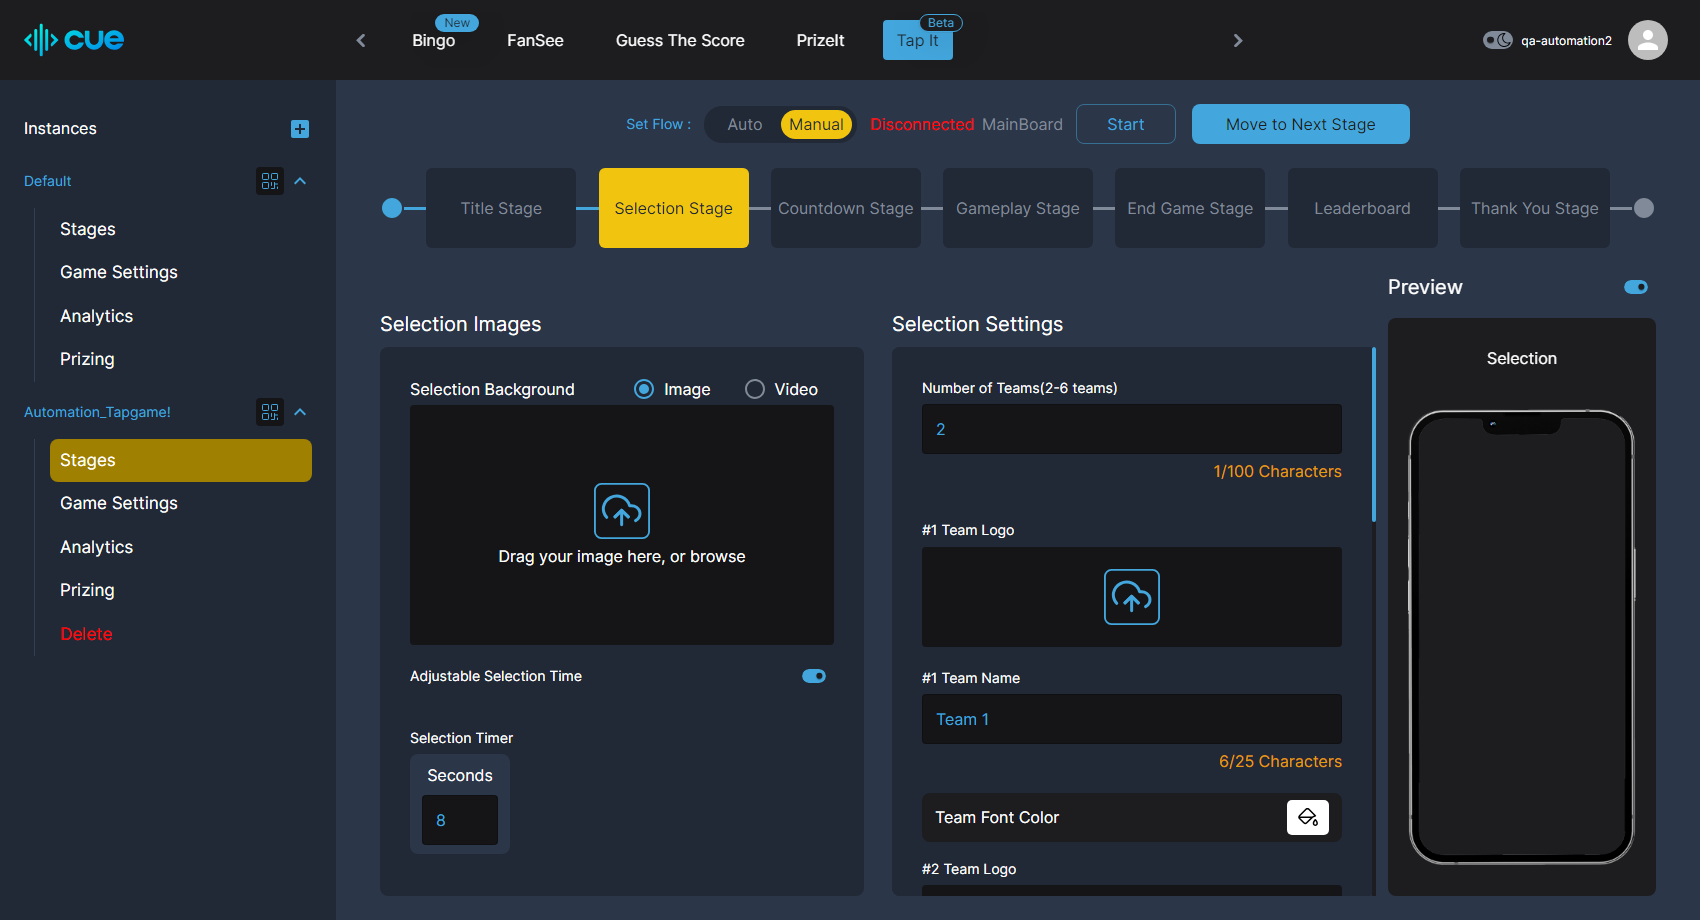 cue
New
Bingo
FanSee
Guess The Score
PrizeIt
Beta
Tap It
qa-automation2
Instances
Default
Stages
Game Settings
Analytics
Prizing
Automation_Tapgame!
Stages
Game Settings
Analytics
Prizing
Delete
Set Flow :
Auto
Manual
Disconnected MainBoard
Start
Move to Next Stage
Title Stage
Selection Stage
Countdown Stage
Gameplay Stage
End Game Stage
Leaderboard
Thank You Stage
Selection Images
Selection Background
Image
Video
Drag your image here, or browse
Adjustable Selection Time
Selection Timer
Seconds
8
Selection Settings
Number of Teams(2-6 teams)
2
1/100 Characters
#1 Team Logo
#1 Team Name
Team 1
6/25 Characters
Team Font Color
#2 Team Logo
Preview
Selection